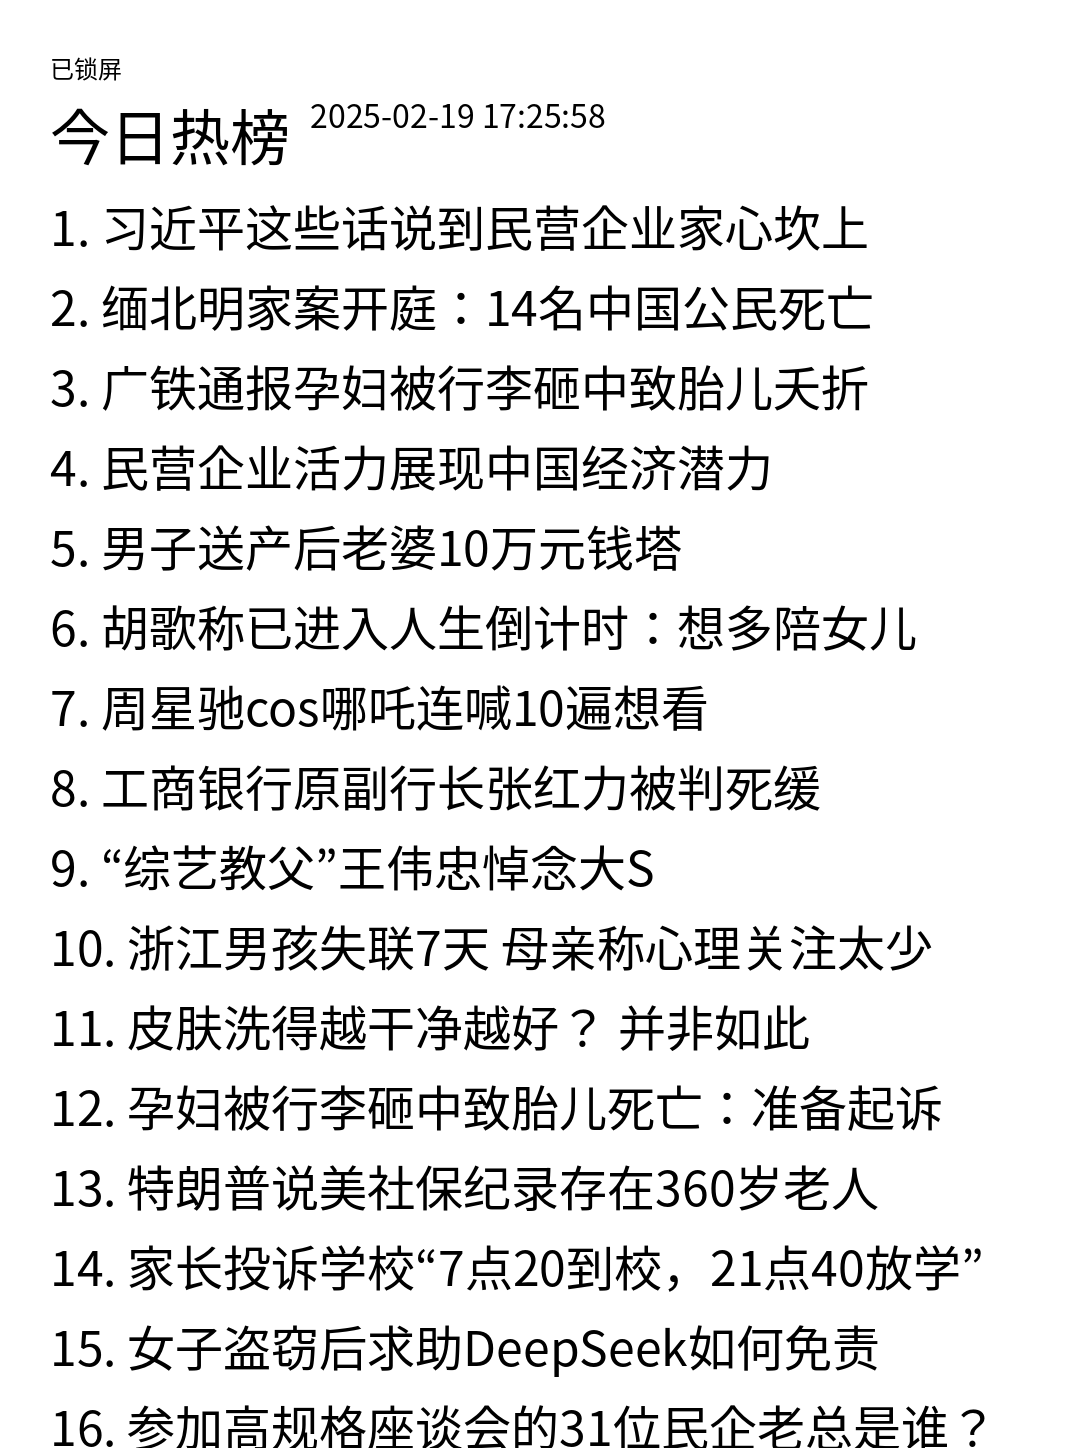 已锁屏
今日热榜 2025-02-19 17:25:58
1. 习近平这些话说到民营企业家心坎上
2. 缅北明家案开庭：14名中国公民死亡
3. 广铁通报孕妇被行李砸中致胎儿夭折
4. 民营企业活力展现中国经济潜力
5. 男子送产后老婆10万元钱塔
6. 胡歌称已进入人生倒计时：想多陪女儿
7. 周星驰cos哪吒连喊10遍想看
8. 工商银行原副行长张红力被判死缓
9. “综艺教父”王伟忠悼念大S
10. 浙江男孩失联7天 母亲称心理关注太少
11. 皮肤洗得越干净越好？ 并非如此
12. 孕妇被行李砸中致胎儿死亡：准备起诉
13. 特朗普说美社保纪录存在360岁老人
14. 家长投诉学校“7点20到校，21点40放学”
15. 女子盗窃后求助DeepSeek如何免责
16. 参加高规格座谈会的31位民企老总是谁？